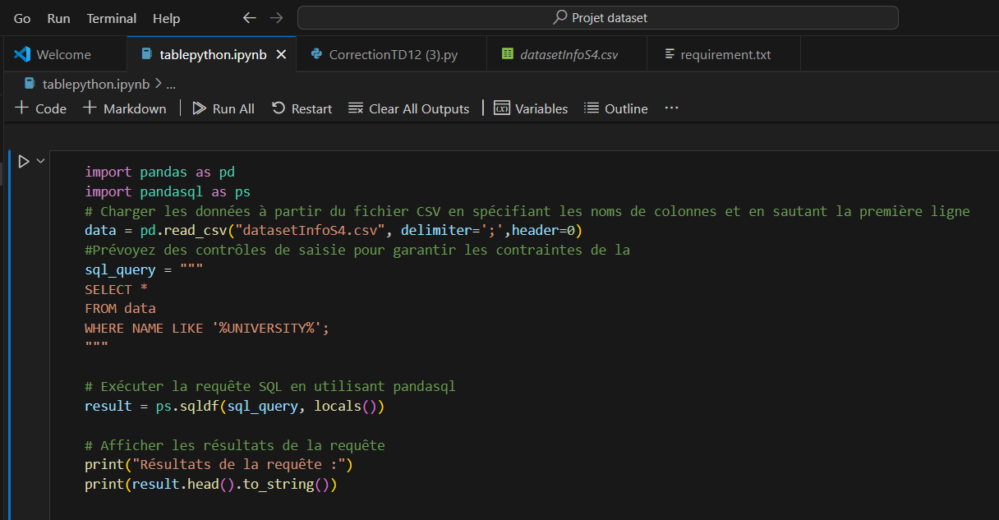 Go Run Terminal Help ← → Projet dataset
Welcome tablepython.ipynb × CorrectionTD12 (3).py datasetInfoS4.csv requirement.txt
tablepython.ipynb > ...
+ Code + Markdown | Run All Restart Clear All Outputs | Variables Outline ...
import pandas as pd
import pandasql as ps
# Charger les données à partir du fichier CSV en spécifiant les noms de colonnes et en sautant la première ligne
data = pd.read_csv("datasetInfoS4.csv", delimiter=';',header=0)
#Prévoyez des contrôles de saisie pour garantir les contraintes de la
sql_query = """
SELECT *
FROM data
WHERE NAME LIKE '%UNIVERSITY%';
"""
# Exécuter la requête SQL en utilisant pandasql
result = ps.sqldf(sql_query, locals())
# Afficher les résultats de la requête
print("Résultats de la requête :")
print(result.head().to_string())